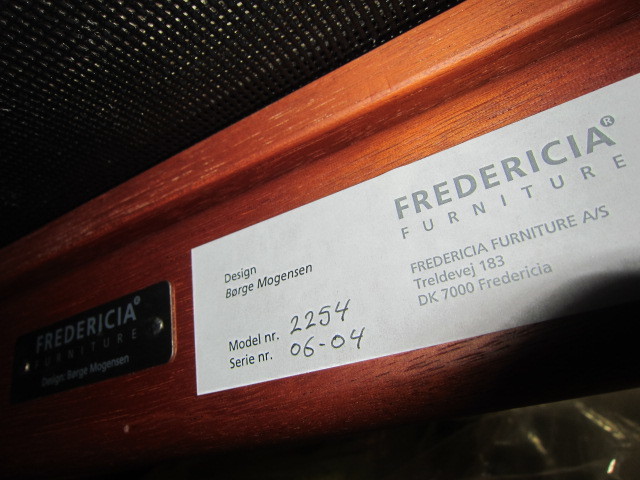 FREDERICIA®
FURNITURE
Design: Børge Mogensen
Design
Børge Mogensen
Model nr. 2254
Serie nr. 06-04
FREDERICIA®
FURNITURE
FREDERICIA FURNITURE A/S
Treldevej 183
DK 7000 Fredericia